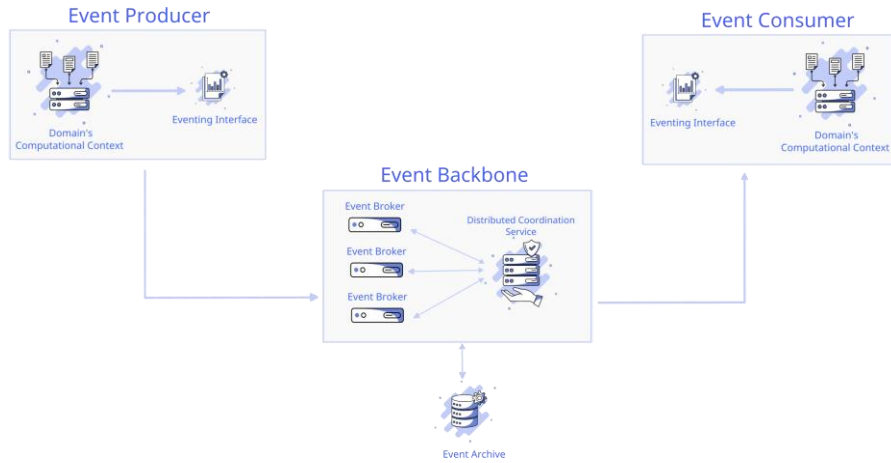 Event Producer
Domain's
Computational Context
Eventing Interface
Event Consumer
Eventing Interface
Domain's
Computational Context
Event Backbone
Event Broker
Event Broker
Event Broker
Distributed Coordination
Service
Event Archive